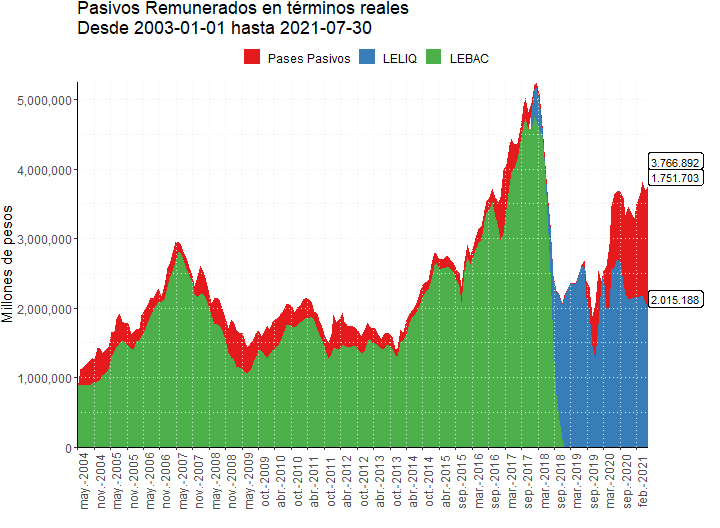 Pasivos Remunerados en términos reales
Desde 2003-01-01 hasta 2021-07-30
Pases Pasivos
LELIQ
LEBAC
Millones de pesos
5,000,000
4,000,000
3,000,000
2,000,000
1,000,000
0
3.766.892
1.751.703
2.015.188
may.-2004
nov.-2004
may.-2005
nov.-2005
may.-2006
nov.-2006
may.-2007
nov.-2007
may.-2008
nov.-2008
may.-2009
oct.-2009
abr.-2010
oct.-2010
abr.-2011
oct.-2011
abr.-2012
oct.-2012
abr.-2013
oct.-2013
abr.-2014
oct.-2014
abr.-2015
sep.-2015
mar.-2016
sep.-2016
mar.-2017
sep.-2017
mar.-2018
sep.-2018
mar.-2019
sep.-2019
mar.-2020
sep.-2020
feb.-2021